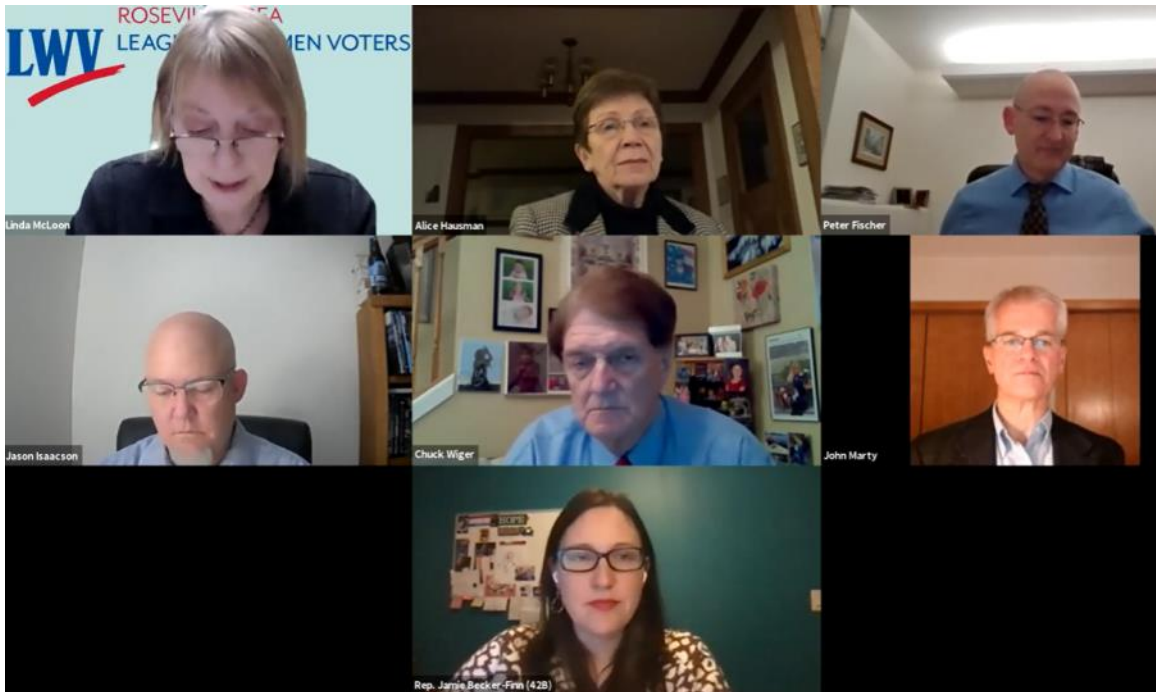 ROSEVI EA
LWV LEAG MEN VOTERS
Linda McLoon
Alice Hausman
Peter Fischer
Jason Isaacson
Chuck Wiger
John Marty
HOPE
Rep. Jamie Becker-Finn (42B)